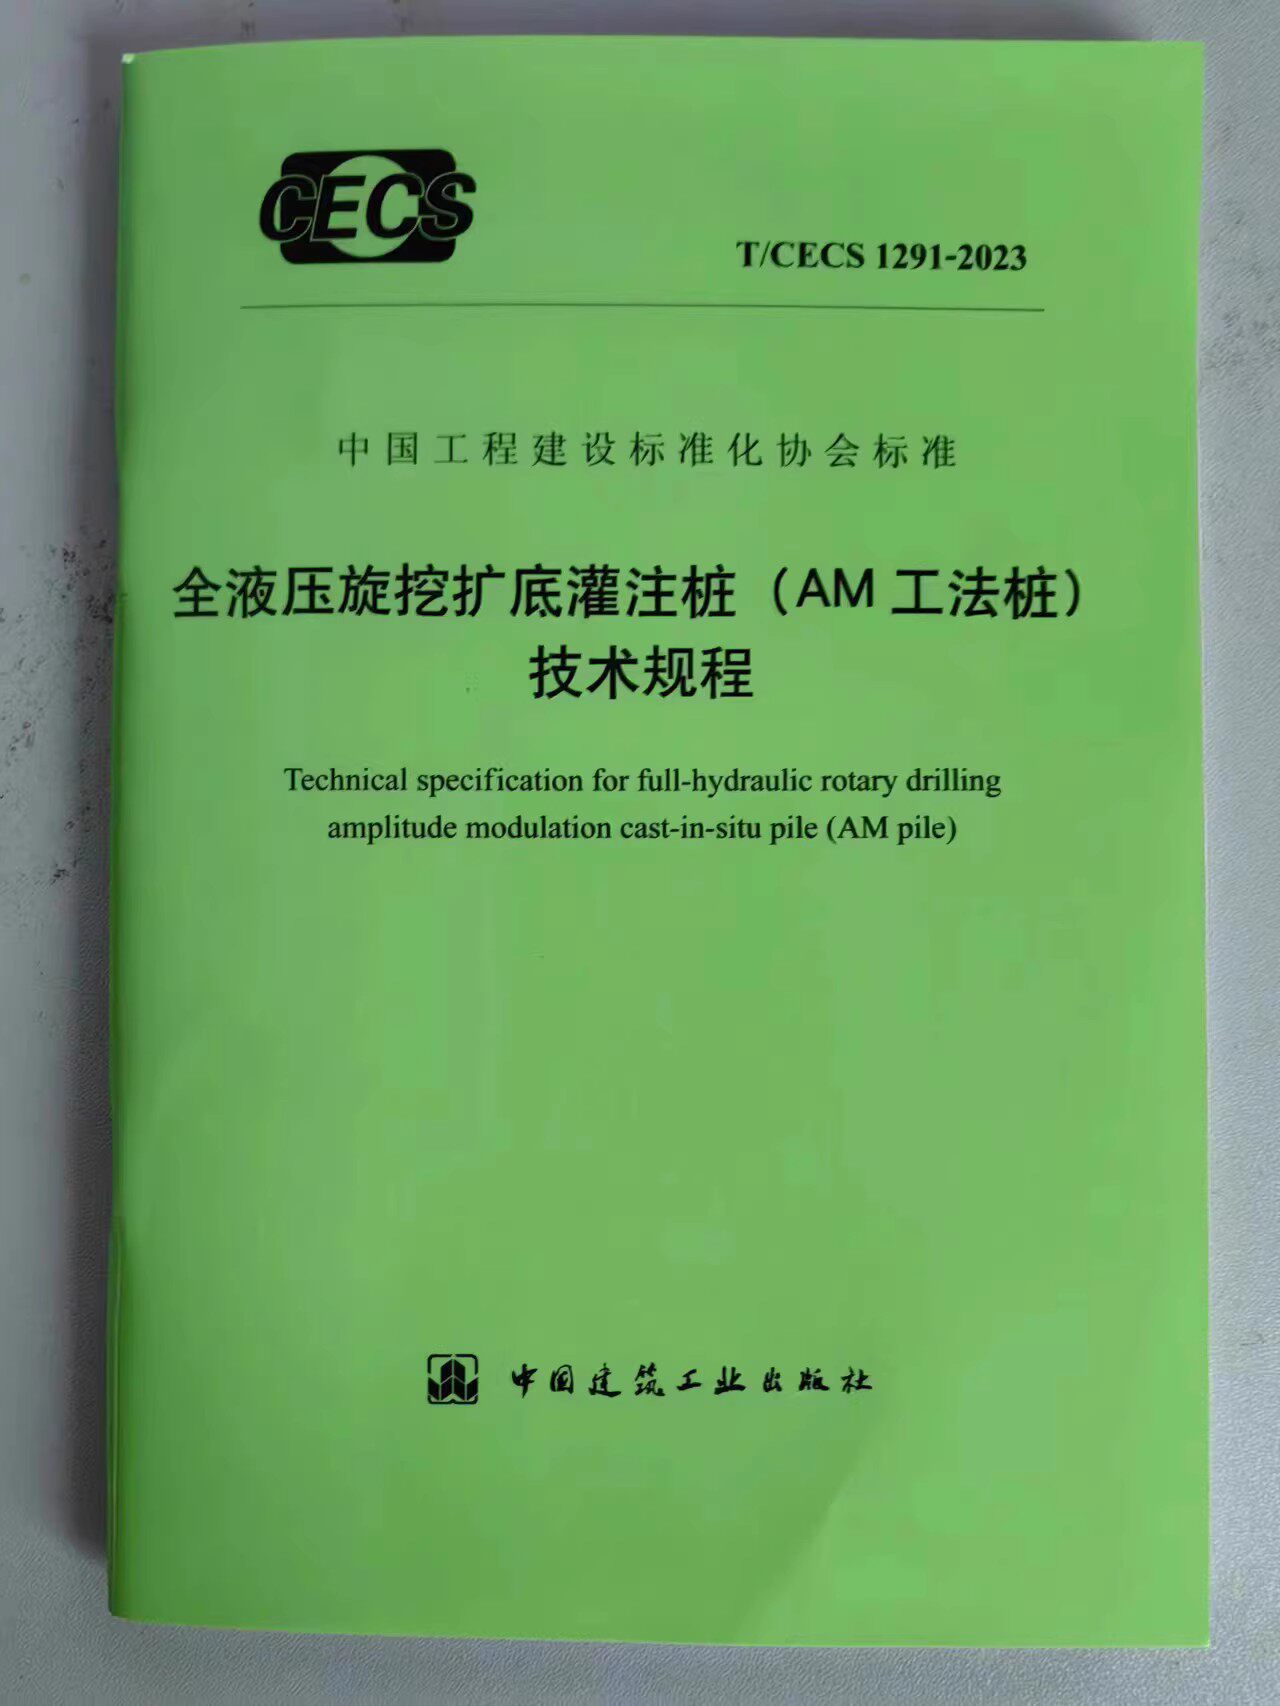 CECS
T/CECS 1291-2023
中国工程建设标准化协会标准
全液压旋挖扩底灌注桩（AM 工法桩）
技术规程
Technical specification for full-hydraulic rotary drilling
amplitude modulation cast-in-situ pile (AM pile)
中国建筑工业出版社